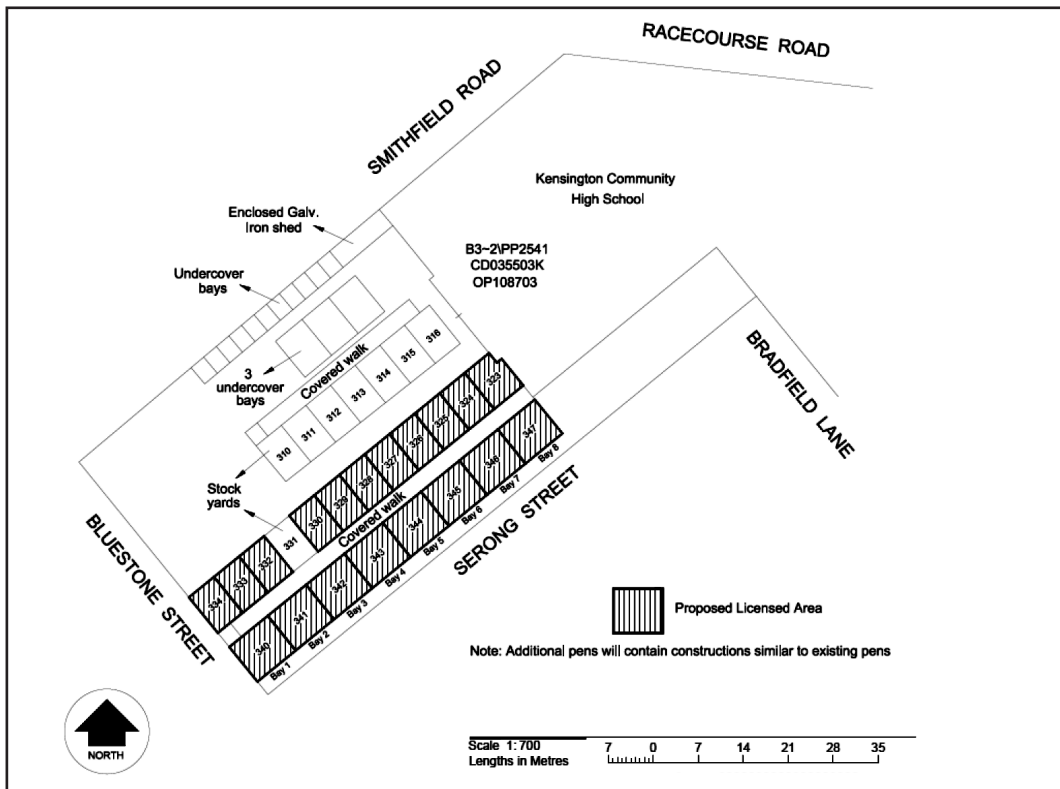 RACECOURSE ROAD
SMITHFIELD ROAD
Kensington Community
High School
Enclosed Galv.
Iron shed
B3~2\PP2541
CD035503K
OP108703
Undercover
bays
3
undercover
bays
Covered walk
310
311
312
313
314
315
316
BRADFIELD LANE
Stock
yards
334
333
332
331
330
329
328
327
326
325
324
323
Covered walk
340
341
342
343
344
345
346
347
Bay 1
Bay 2
Bay 3
Bay 4
Bay 5
Bay 6
Bay 7
Bay 8
BLUESTONE STREET
SERONG STREET
Proposed Licensed Area
Note: Additional pens will contain constructions similar to existing pens
NORTH
Scale 1:700
Lengths in Metres
7 0 7 14 21 28 35